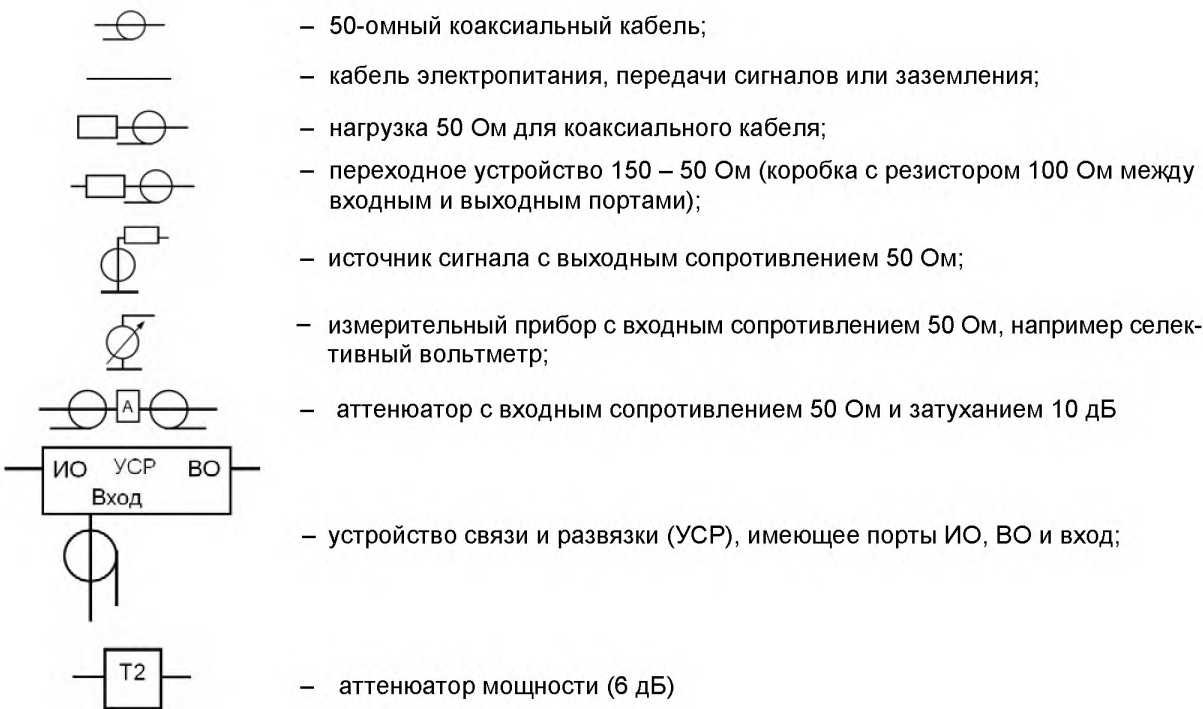 – 50-омный коаксиальный кабель;
– кабель электропитания, передачи сигналов или заземления;
– нагрузка 50 Ом для коаксиального кабеля;
– переходное устройство 150 – 50 Ом (коробка с резистором 100 Ом между
входным и выходным портами);
– источник сигнала с выходным сопротивлением 50 Ом;
– измерительный прибор с входным сопротивлением 50 Ом, например селек-
тивный вольтметр;
А
– аттенюатор с входным сопротивлением 50 Ом и затуханием 10 дБ
ИО УСР ВО
Вход
– устройство связи и развязки (УСР), имеющее порты ИО, ВО и вход;
Т2
– аттенюатор мощности (6 дБ)